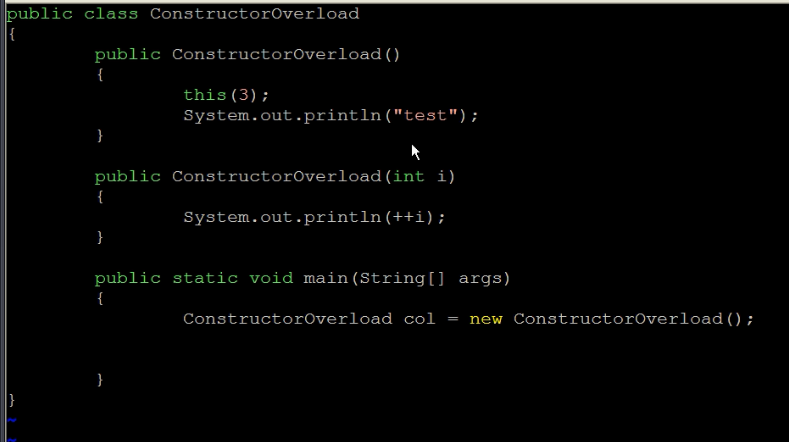 public class ConstructorOverload
{
public ConstructorOverload()
{
this(3);
System.out.println("test");
}
public ConstructorOverload(int i)
{
System.out.println(++i);
}
public static void main(String[] args)
{
ConstructorOverload col = new ConstructorOverload();
}
}
~
~